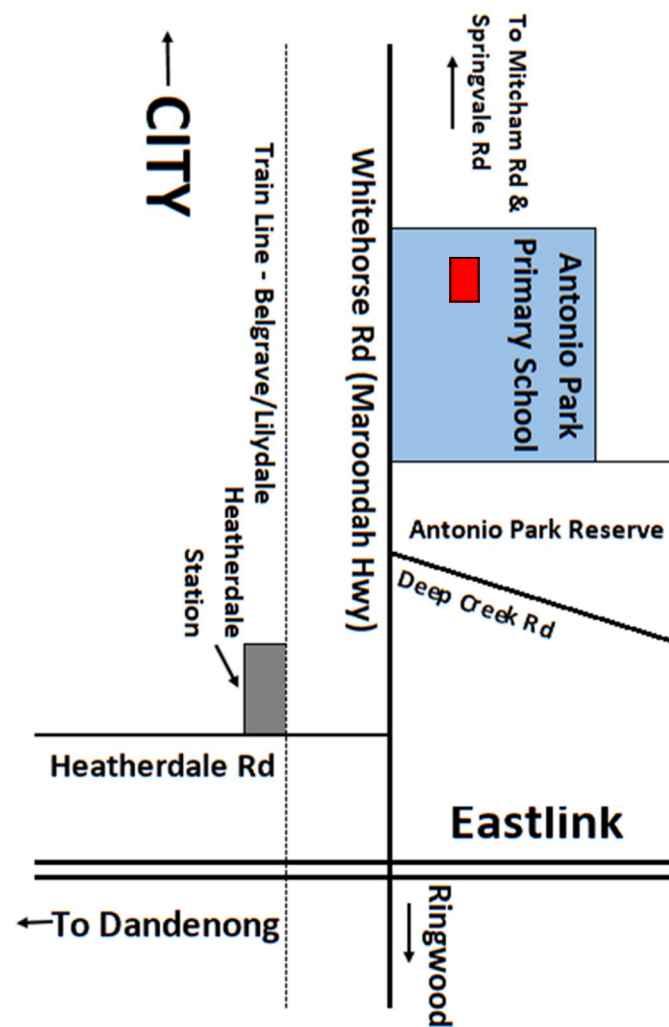 To Mitcham Rd &
Springvale Rd
CITY
Train Line - Belgrave/Lilydale
Whitehorse Rd (Maroondah Hwy)
Antonio Park
Primary School
Antonio Park Reserve
Deep Creek Rd
Heatherdale
Station
Heatherdale Rd
Eastlink
To Dandenong
Ringwood